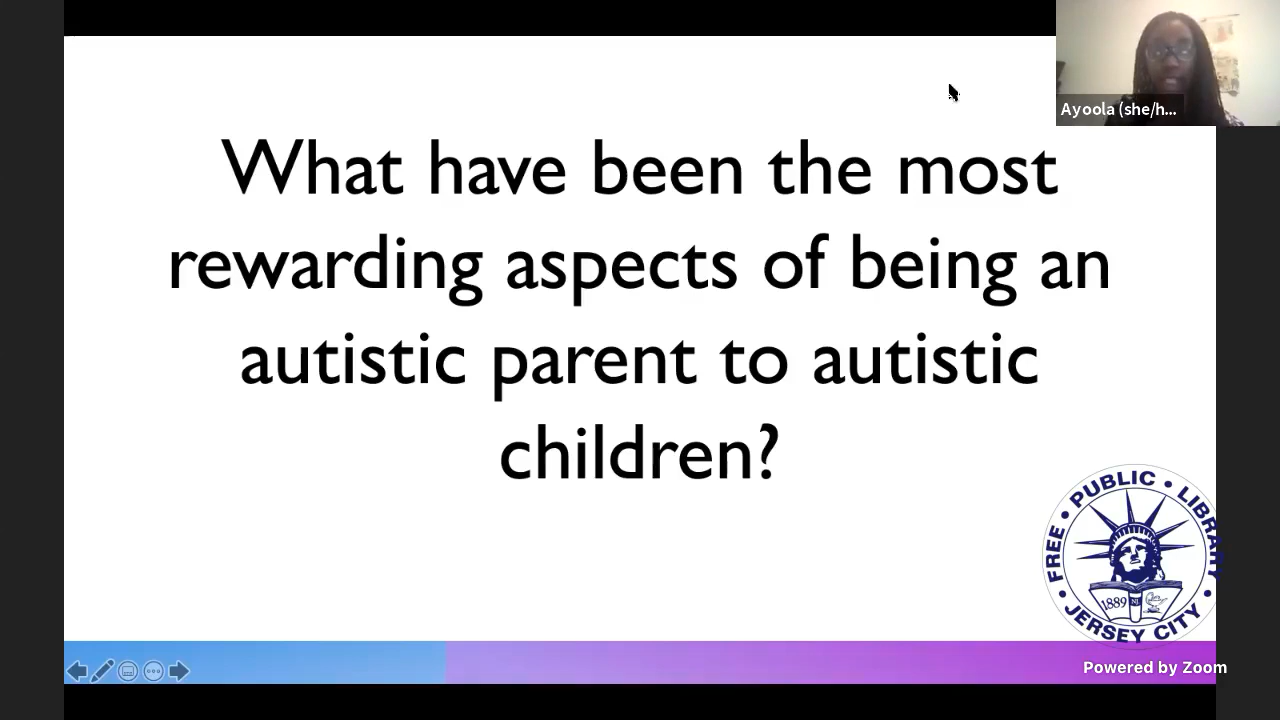 Ayoola (she/h...
What have been the most
rewarding aspects of being an
autistic parent to autistic
children?
FREE • PUBLIC • LIBRARY • JERSEY CITY •
1889 NJ
Powered by Zoom